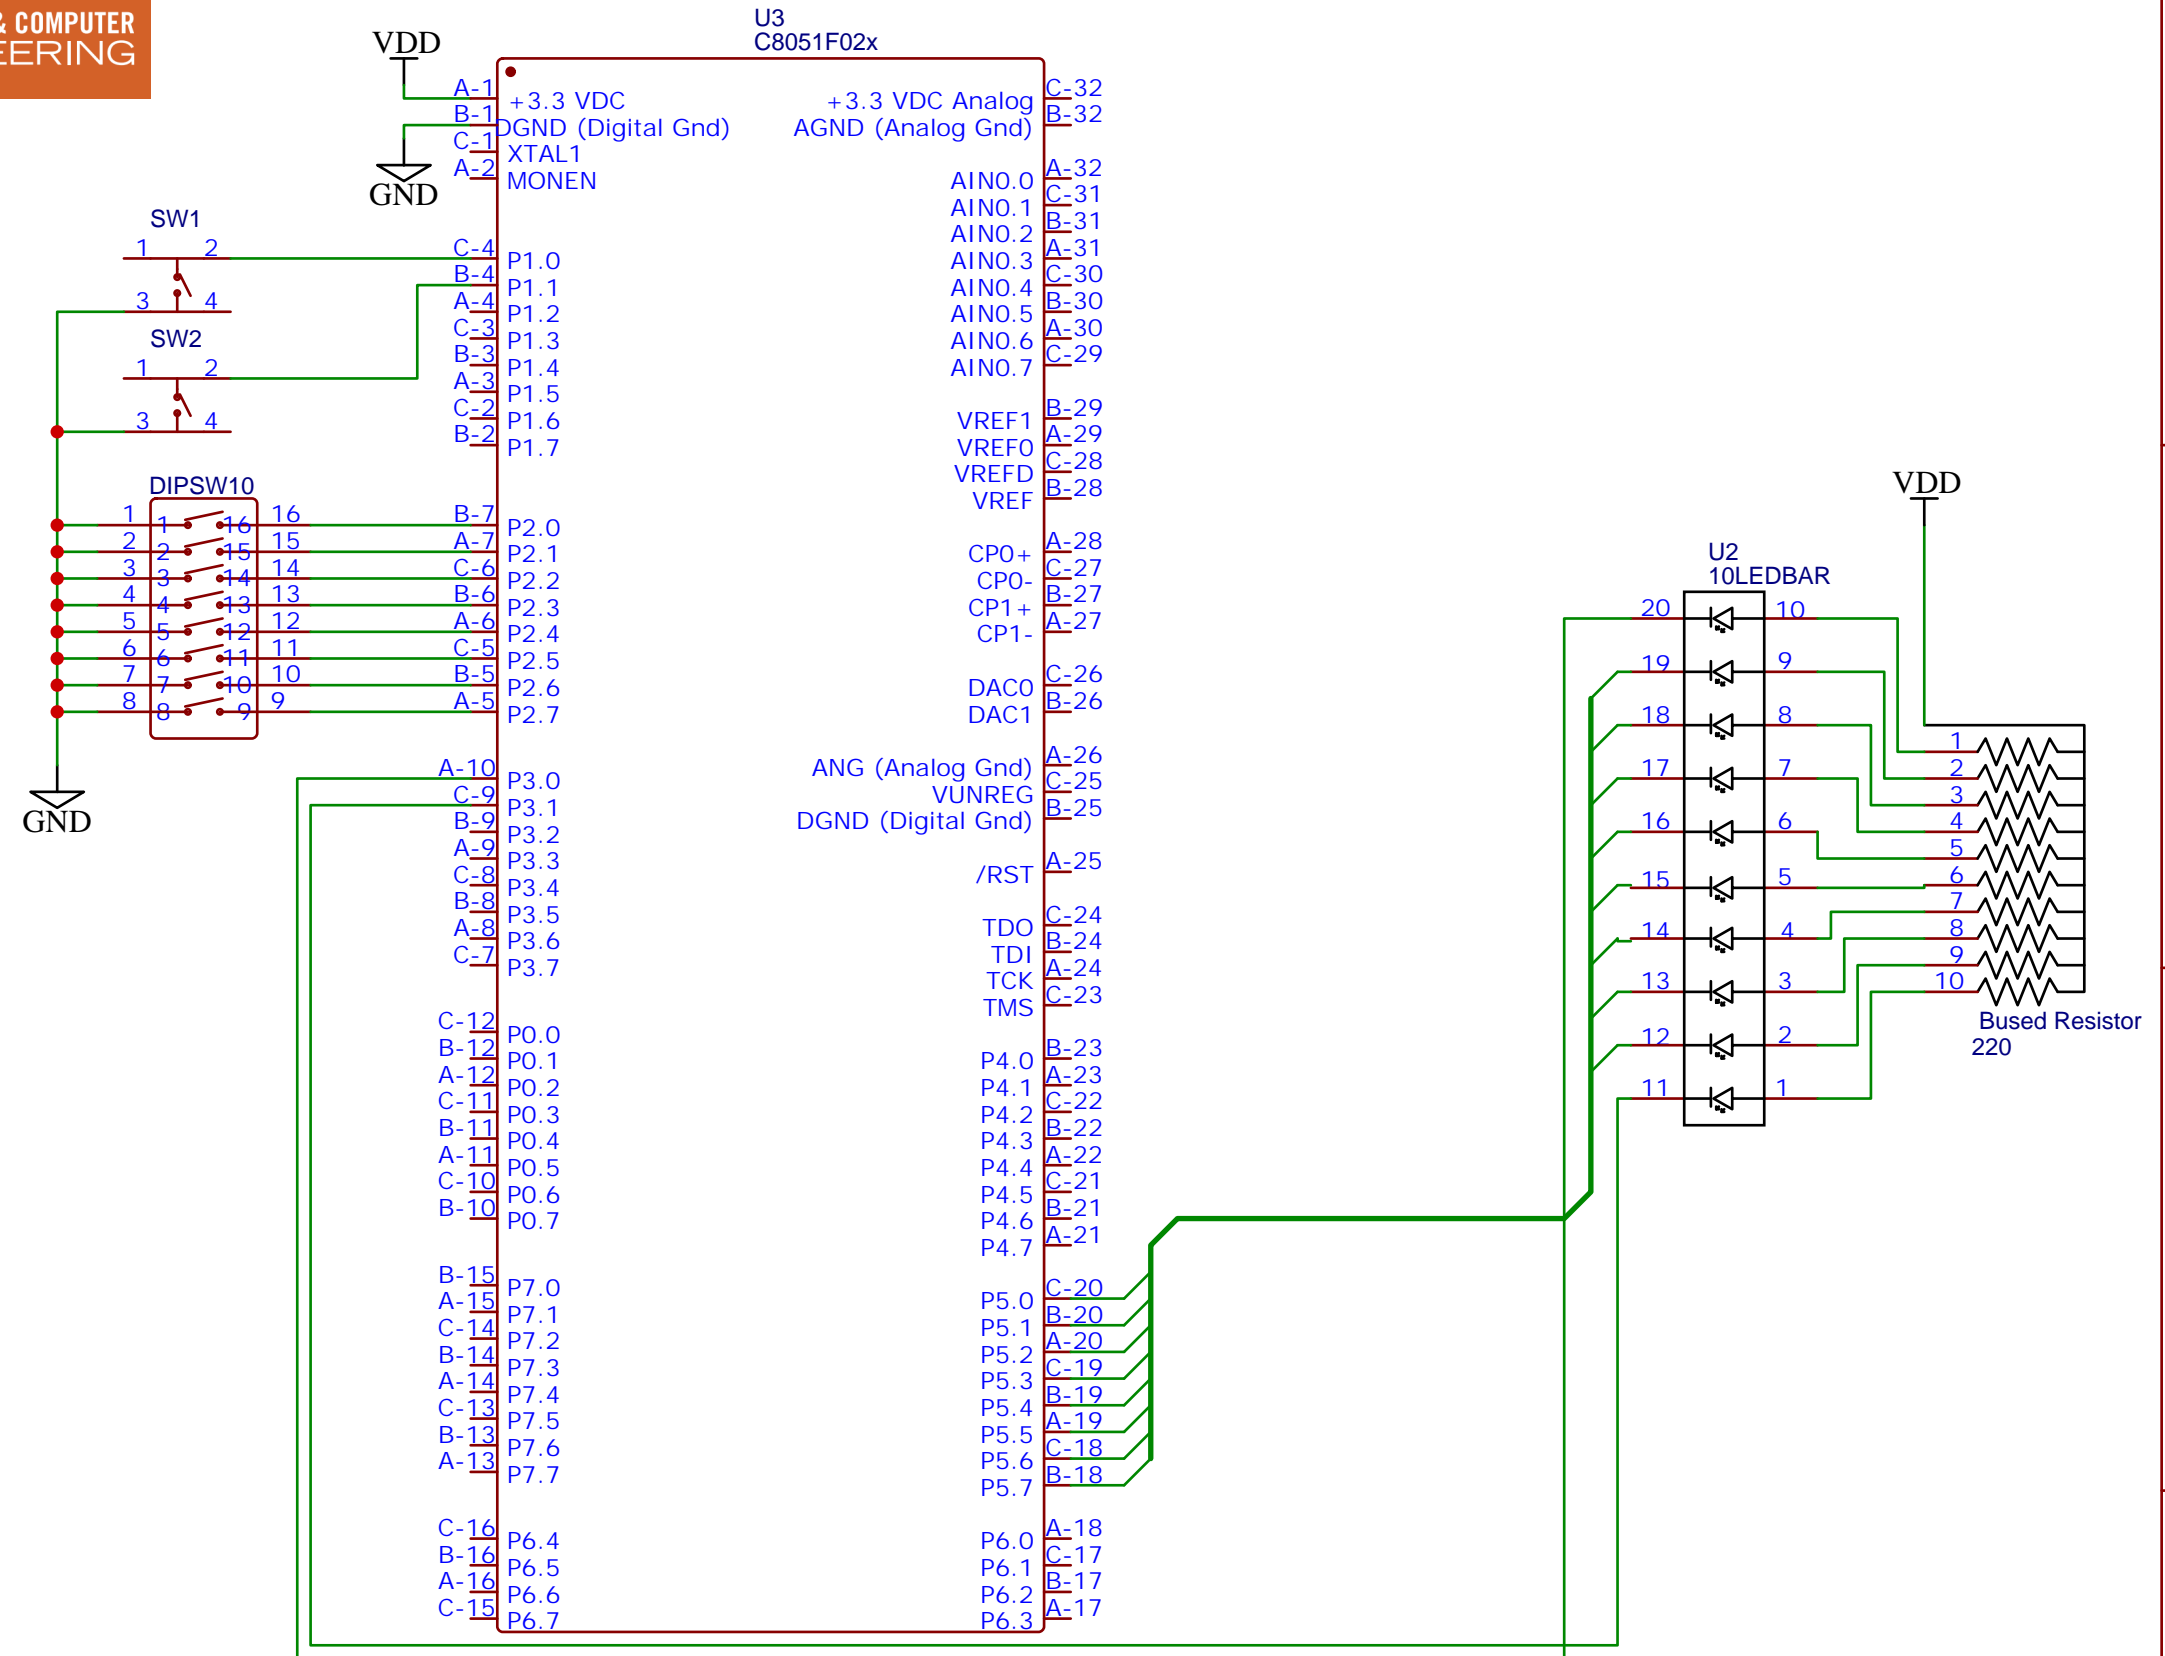 & COMPUTER
EERING
U3
C8051F02x
VDD
GND
A-1 +3.3 VDC
B-1 DGND (Digital Gnd)
C-1 XTAL1
A-2 MONEN
C-4 P1.0
B-4 P1.1
A-4 P1.2
C-3 P1.3
B-3 P1.4
A-3 P1.5
C-2 P1.6
B-2 P1.7
B-7 P2.0
A-7 P2.1
C-6 P2.2
B-6 P2.3
A-6 P2.4
C-5 P2.5
B-5 P2.6
A-5 P2.7
A-10 P3.0
C-9 P3.1
B-9 P3.2
A-9 P3.3
C-8 P3.4
B-8 P3.5
A-8 P3.6
C-7 P3.7
C-12 P0.0
B-12 P0.1
A-12 P0.2
C-11 P0.3
B-11 P0.4
A-11 P0.5
C-10 P0.6
B-10 P0.7
B-15 P7.0
A-15 P7.1
C-14 P7.2
B-14 P7.3
A-14 P7.4
C-13 P7.5
B-13 P7.6
A-13 P7.7
C-16 P6.4
B-16 P6.5
A-16 P6.6
C-15 P6.7
+3.3 VDC Analog C-32
AGND (Analog Gnd) B-32
AIN0.0 A-32
AIN0.1 C-31
AIN0.2 B-31
AIN0.3 A-31
AIN0.4 C-30
AIN0.5 B-30
AIN0.6 A-30
AIN0.7 C-29
VREF1 B-29
VREF0 A-29
VREFD C-28
VREF B-28
CP0+ A-28
CP0- C-27
CP1+ B-27
CP1- A-27
DAC0 C-26
DAC1 B-26
ANG (Analog Gnd) A-26
VUNREG C-25
DGND (Digital Gnd) B-25
/RST A-25
TDO C-24
TDI B-24
TCK A-24
TMS C-23
P4.0 B-23
P4.1 A-23
P4.2 C-22
P4.3 B-22
P4.4 A-22
P4.5 C-21
P4.6 B-21
P4.7 A-21
P5.0 C-20
P5.1 B-20
P5.2 A-20
P5.3 C-19
P5.4 B-19
P5.5 A-19
P5.6 C-18
P5.7 B-18
P6.0 A-18
P6.1 C-17
P6.2 B-17
P6.3 A-17
SW1
1 2
3 4
SW2
1 2
3 4
DIPSW10
1 1 16 16
2 2 15 15
3 3 14 14
4 4 13 13
5 5 12 12
6 6 11 11
7 7 10 10
8 8 9 9
GND
U2
10LEDBAR
20 10
19 9
18 8
17 7
16 6
15 5
14 4
13 3
12 2
11 1
VDD
1
2
3
4
5
6
7
8
9
10
Bused Resistor
220